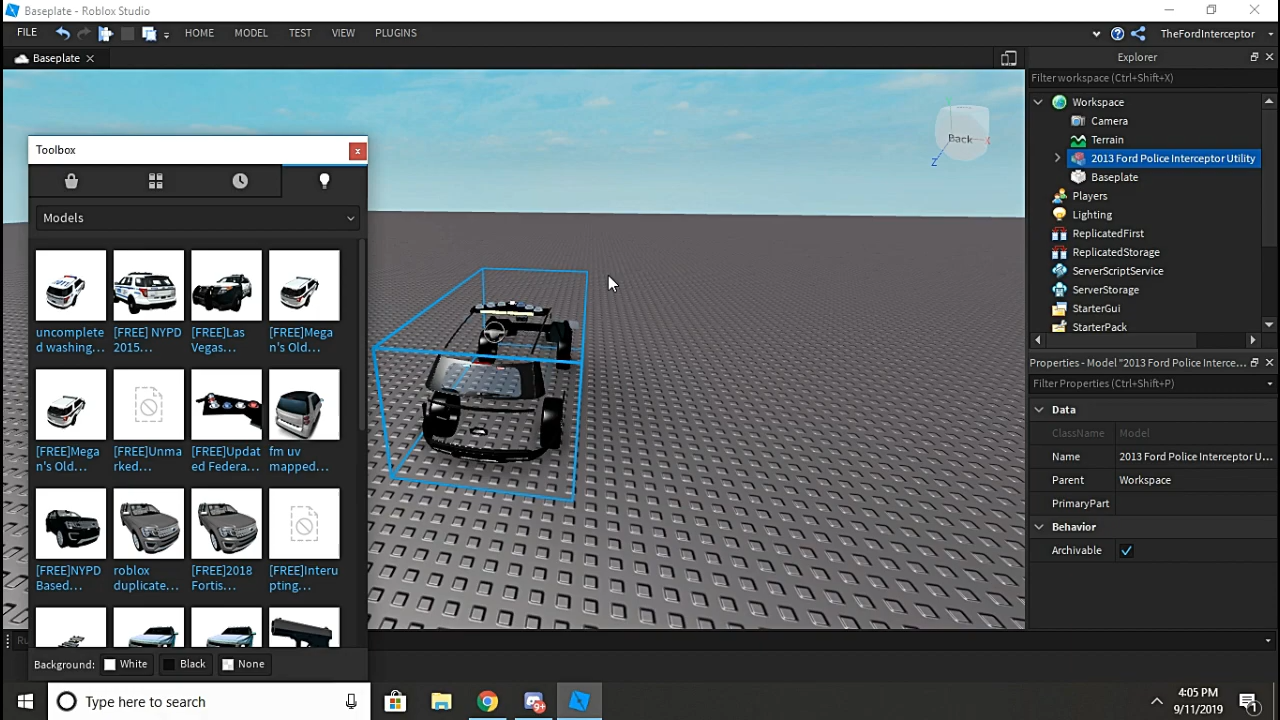 Baseplate - Roblox Studio
FILE HOME MODEL TEST VIEW PLUGINS TheFordInterceptor
Baseplate
Back
Toolbox
Models
uncomplete
d washing...
[FREE] NYPD
2015...
[FREE]Las
Vegas...
[FREE]Mega
n's Old...
[FREE]Mega
n's Old...
[FREE]Unma
rked...
[FREE]Updat
ed Federa...
fm uv
mapped...
[FREE]NYPD
Based...
roblox
duplicate...
[FREE]2018
Fortis...
[FREE]Interu
pting...
Background: White Black None
Explorer
Filter workspace (Ctrl+Shift+X)
Workspace
Camera
Terrain
2013 Ford Police Interceptor Utility
Baseplate
Players
Lighting
ReplicatedFirst
ReplicatedStorage
ServerScriptService
ServerStorage
StarterGui
StarterPack
Properties - Model "2013 Ford Police Interce...
Filter Properties (Ctrl+Shift+P)
Data
ClassName Model
Name 2013 Ford Police Interceptor U...
Parent Workspace
PrimaryPart
Behavior
Archivable
Type here to search
9+
4:05 PM
9/11/2019
1